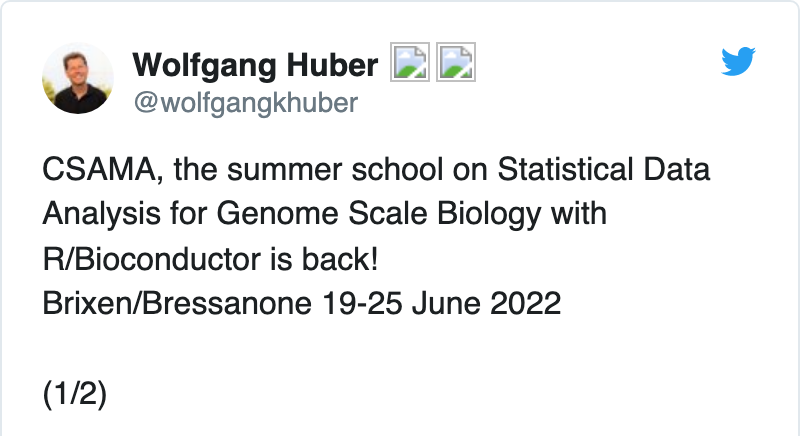 Wolfgang Huber
@wolfgangkhuber
CSAMA, the summer school on Statistical Data
Analysis for Genome Scale Biology with
R/Bioconductor is back!
Brixen/Bressanone 19-25 June 2022
(1/2)